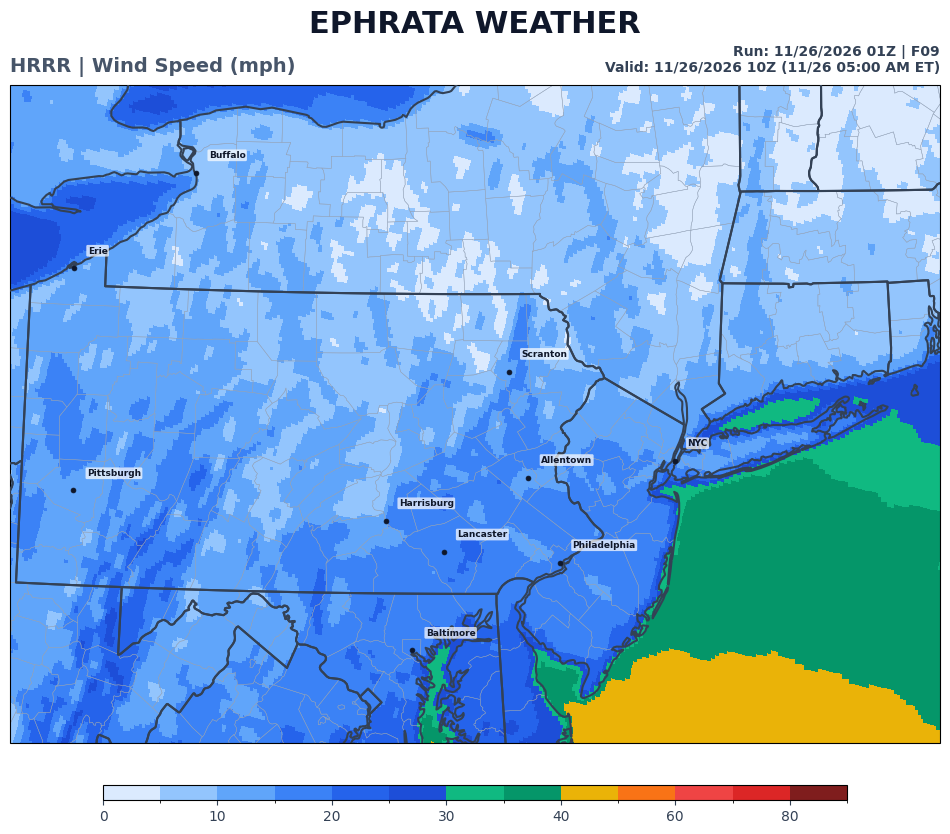 EPHRATA WEATHER
HRRR | Wind Speed (mph)
Run: 11/26/2026 01Z | F09
Valid: 11/26/2026 10Z (11/26 05:00 AM ET)
Buffalo
Erie
Scranton
NYC
Allentown
Pittsburgh
Harrisburg
Lancaster
Philadelphia
Baltimore
0 10 20 30 40 50 60 70 80